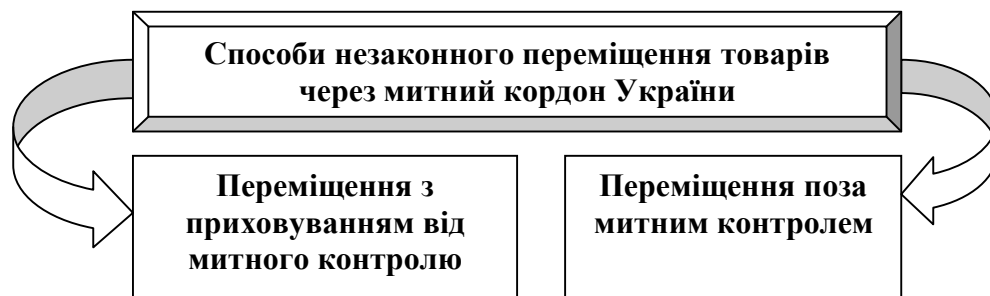 Способи незаконного переміщення товарів
через митний кордон України
Переміщення з
приховуванням від
митного контролю
Переміщення поза
митним контролем